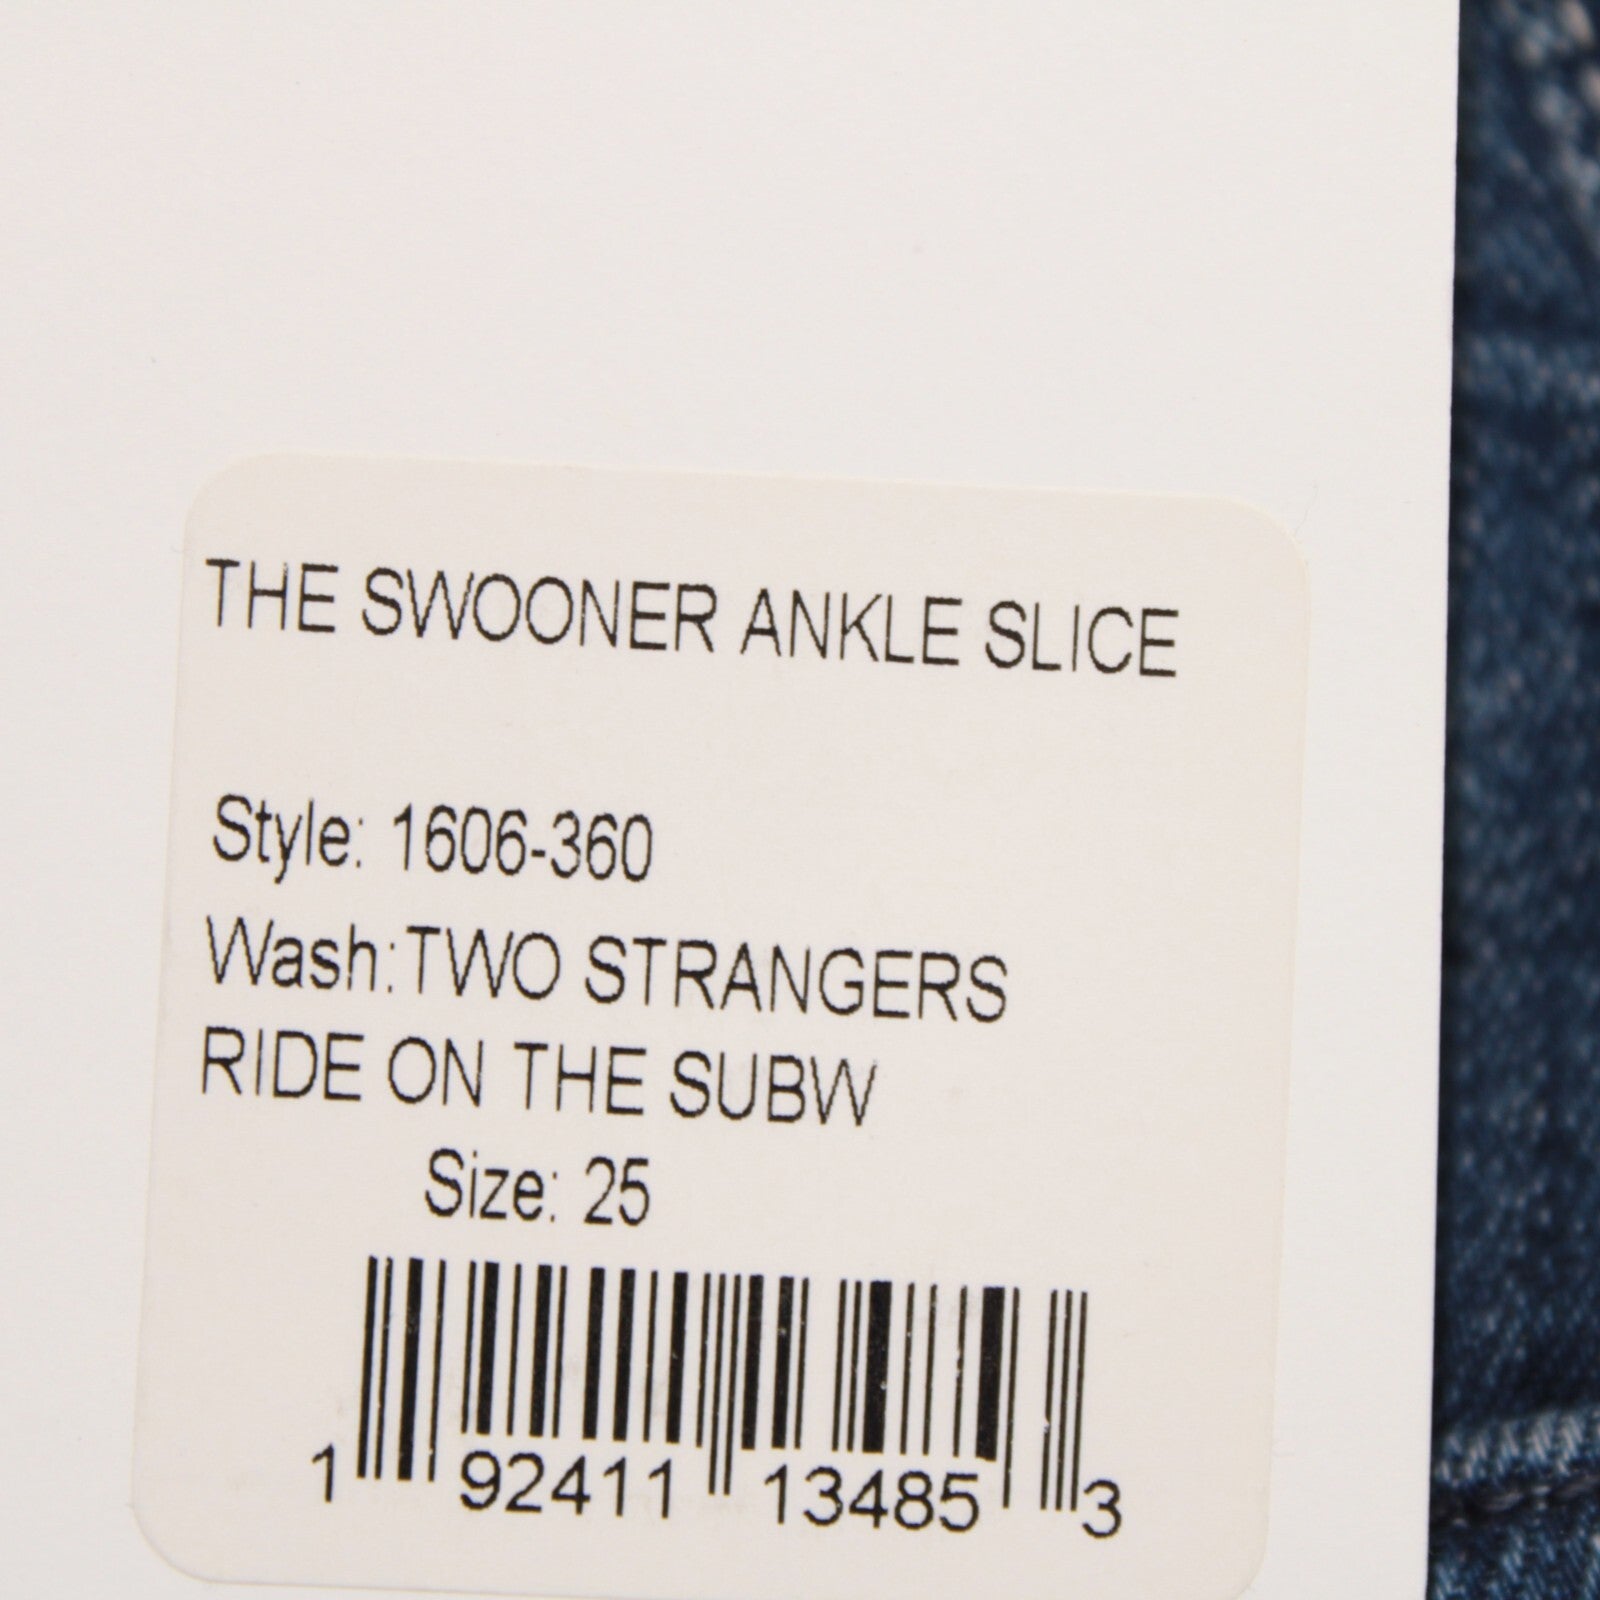 THE SWOONER ANKLE SLICE
Style: 1606-360
Wash:TWO STRANGERS
RIDE ON THE SUBW
Size: 25
1 92411 13485 3